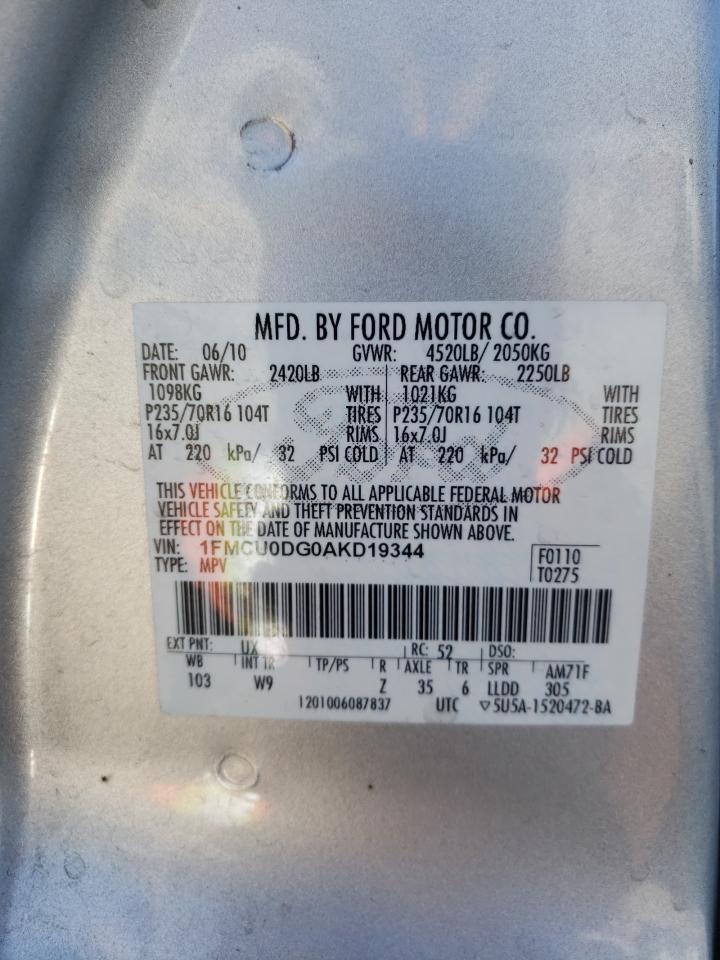 MFD. BY FORD MOTOR CO.
DATE: 06/10 GVWR: 4520LB/ 2050KG
FRONT GAWR: 2420LB REAR GAWR: 2250LB
1098KG WITH 1021KG WITH
P235/70R16 104T TIRES P235/70R16 104T TIRES
16x7.0J RIMS 16x7.0J RIMS
AT 220 kPa/ 32 PSI COLD AT 220 kPa/ 32 PSI COLD
THIS VEHICLE CONFORMS TO ALL APPLICABLE FEDERAL MOTOR
VEHICLE SAFETY AND THEFT PREVENTION STANDARDS IN
EFFECT ON THE DATE OF MANUFACTURE SHOWN ABOVE.
VIN: 1FMCU0DG0AKD19344 F0110
TYPE: MPV T0275
EXT PNT: UX RC: 52 DSO:
WB INT TR TP/PS R AXLE TR SPR AM71F
103 W9 Z 35 6 LLDD 305
1201006087837 UTC ▽5U5A-1520472-BA